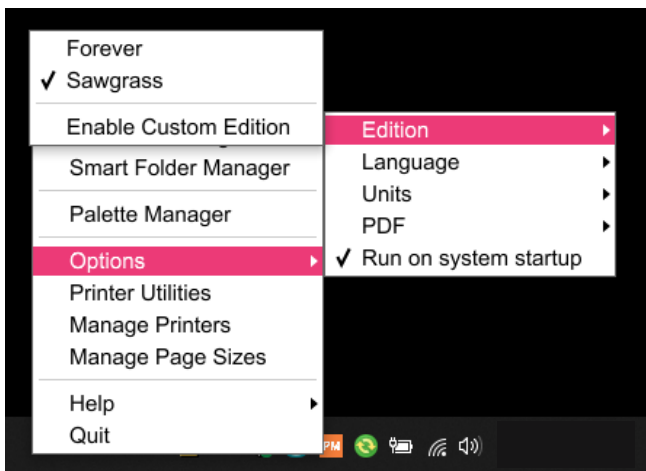 Forever
✓ Sawgrass
Enable Custom Edition
Smart Folder Manager
Palette Manager
Options
Printer Utilities
Manage Printers
Manage Page Sizes
Help
Quit
Edition
Language
Units
PDF
✓ Run on system startup
PM